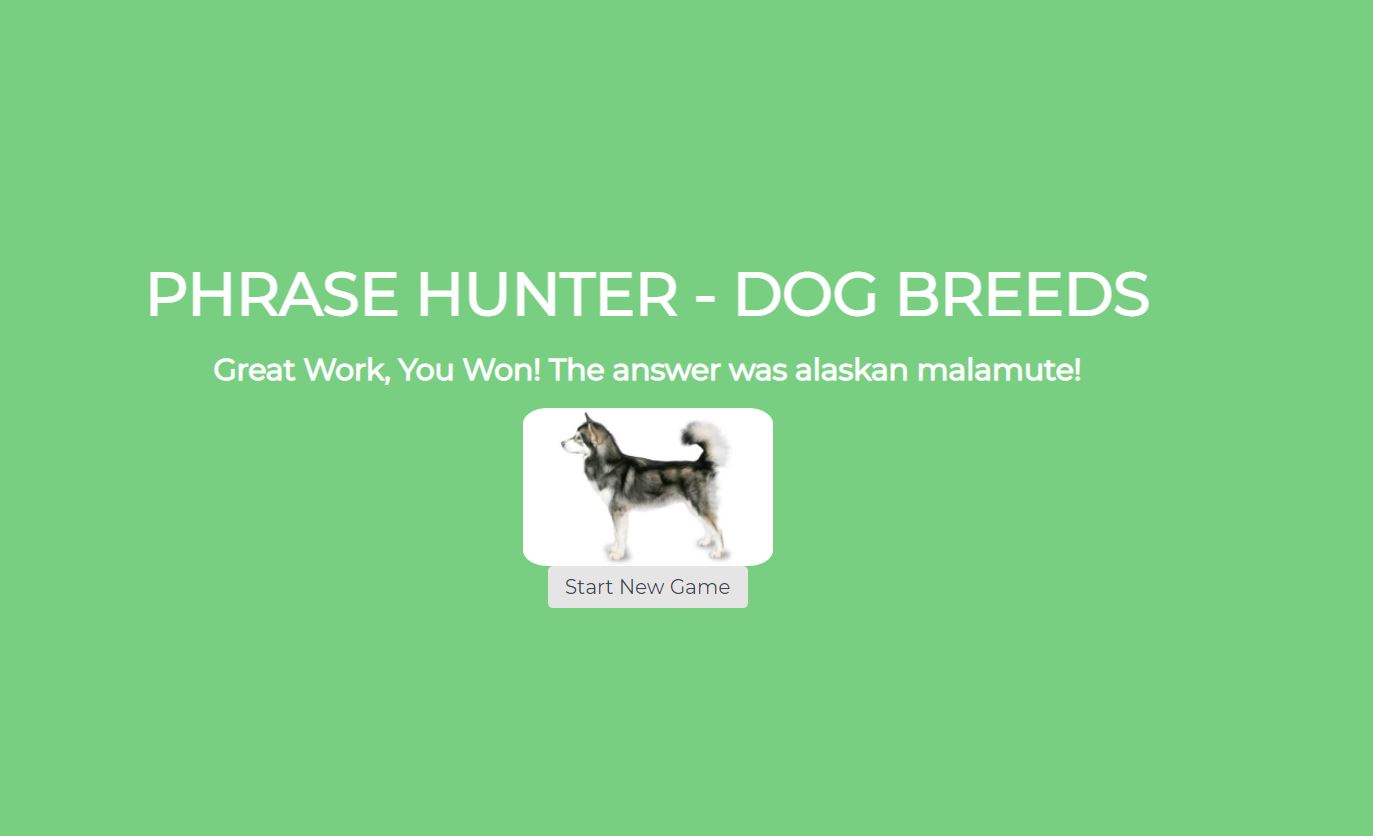 PHRASE HUNTER - DOG BREEDS
Great Work, You Won! The answer was alaskan malamute!
Start New Game